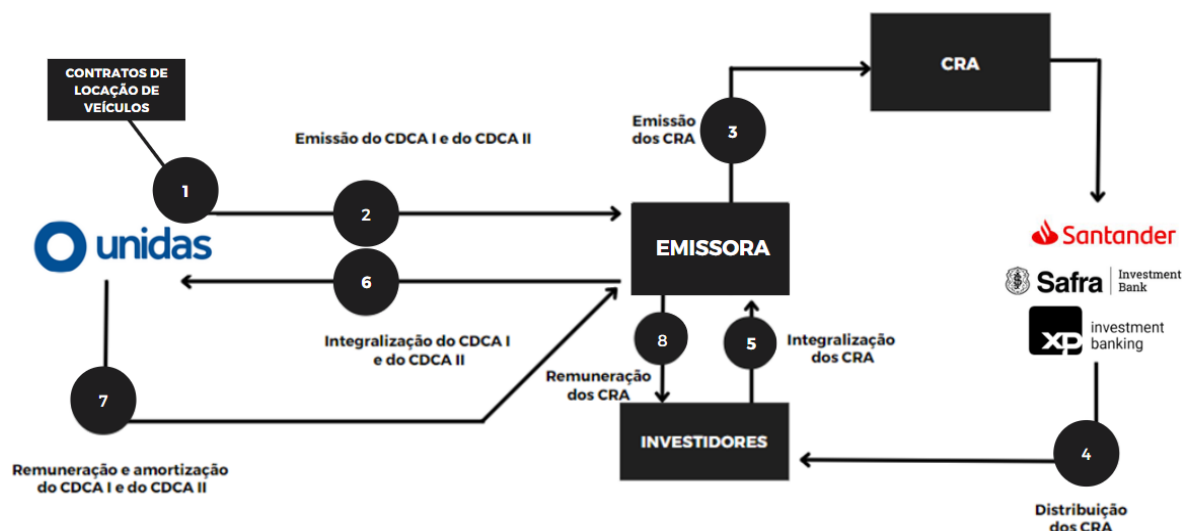 CONTRATOS DE
LOCAÇÃO DE
VEÍCULOS
1
Emissão do CDCA I e do CDCA II
2
Emissão
dos CRA
3
CRA
unidas
EMISSORA
Santander
Safra
Investment
Bank
xp
investment
banking
6
Integralização do CDCA I
e do CDCA II
8
Remuneração
dos CRA
5
Integralização
dos CRA
7
Remuneração e amortização
do CDCA I e do CDCA II
INVESTIDORES
4
Distribuição
dos CRA